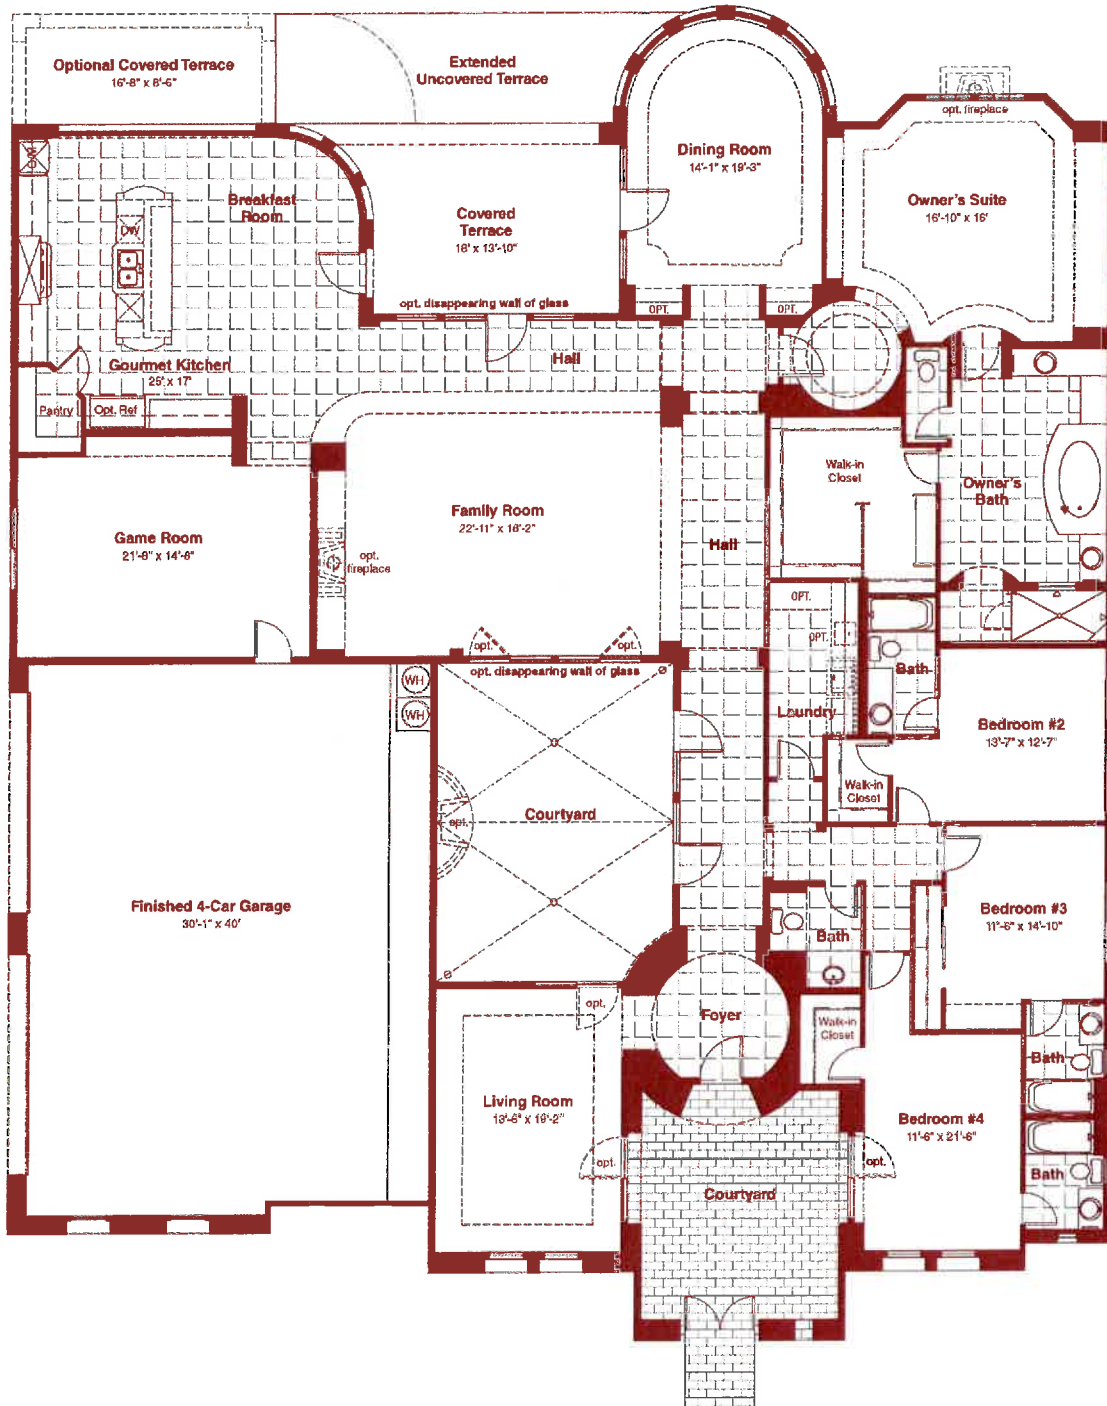 Optional Covered Terrace
16'-8" x 8'-6"
Extended
Uncovered Terrace
opt. fireplace
Dining Room
14'-1" x 19'-3"
Owner's Suite
16'-10" x 16'
Breakfast
Room
Covered
Terrace
18' x 13'-10"
DW
opt. disappearing wall of glass
OPT.
OPT.
Hall
Gourmet Kitchen
25' x 17'
Pantry
Opt. Ref
Walk-in
Closet
Owner's
Bath
Family Room
22'-11" x 18'-2"
Game Room
21'-8" x 14'-8"
Hall
opt.
fireplace
OPT.
OPT.
opt.
opt.
opt. disappearing wall of glass
Bath
WH
WH
Laundry
Bedroom #2
13'-7" x 12'-7"
Walk-in
Closet
Courtyard
opt.
Finished 4-Car Garage
30'-1" x 40'
Bedroom #3
11'-6" x 14'-10"
Bath
opt.
Foyer
Walk-in
Closet
Bath
Living Room
13'-6" x 19'-2"
Bedroom #4
11'-6" x 21'-6"
opt.
opt.
Bath
Courtyard